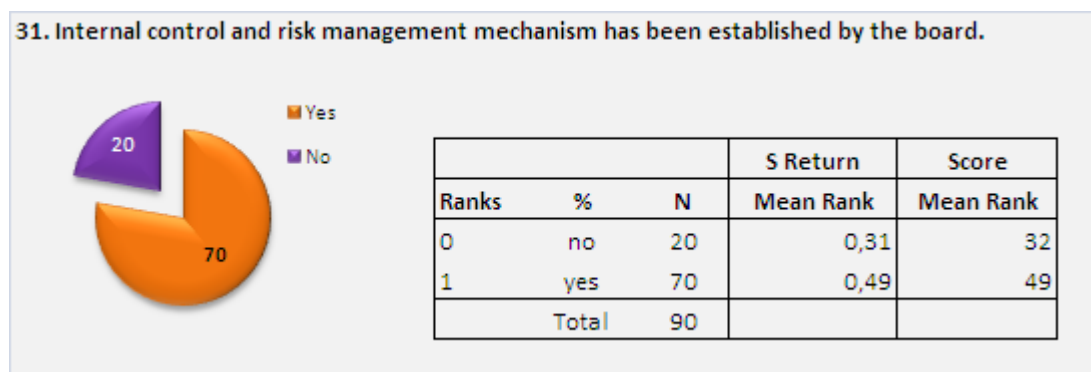 31. Internal control and risk management mechanism has been established by the board.
Yes
No
20
70
S Return Score
Ranks % N Mean Rank Mean Rank
0 no 20 0,31 32
1 yes 70 0,49 49
Total 90